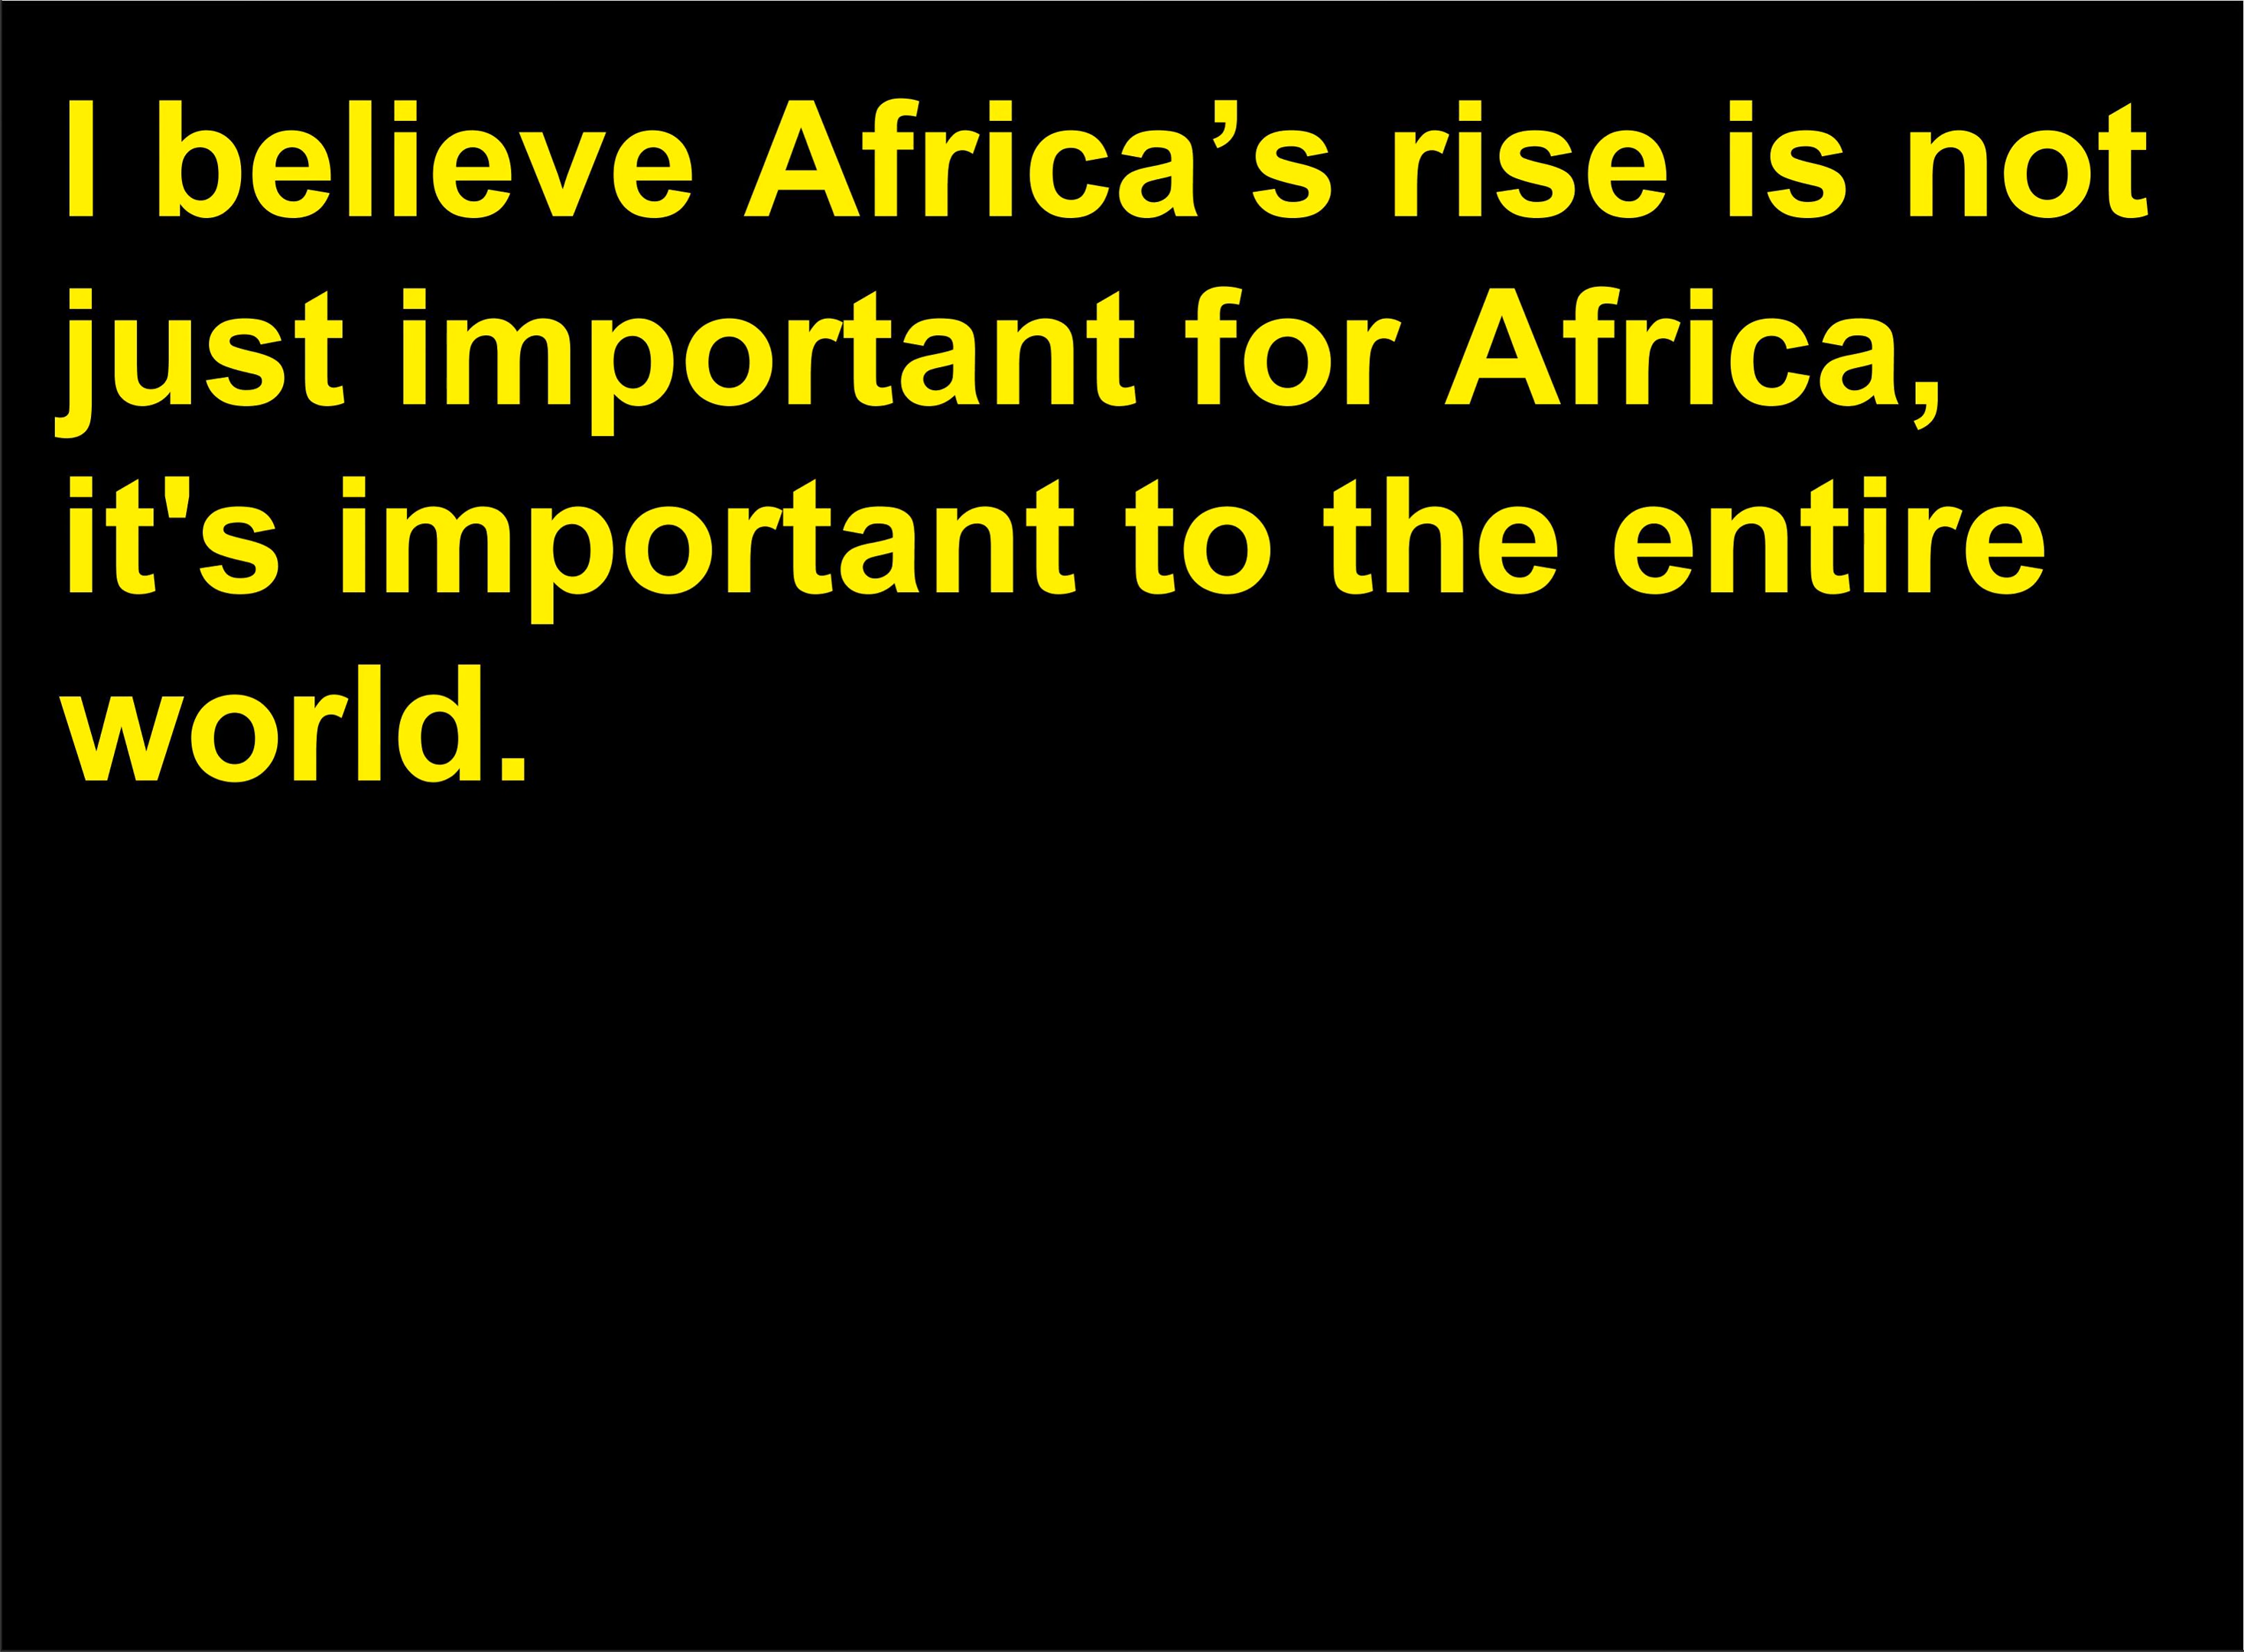 I believe Africa’s rise is not
just important for Africa,
it's important to the entire
world.